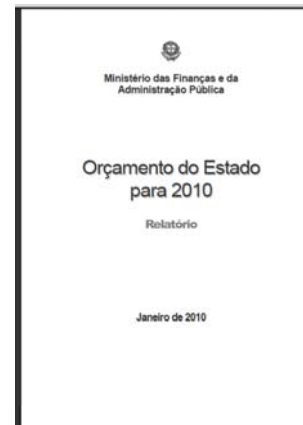 Ministério das Finanças e da
Administração Pública
Orçamento do Estado
para 2010
Relatório
Janeiro de 2010